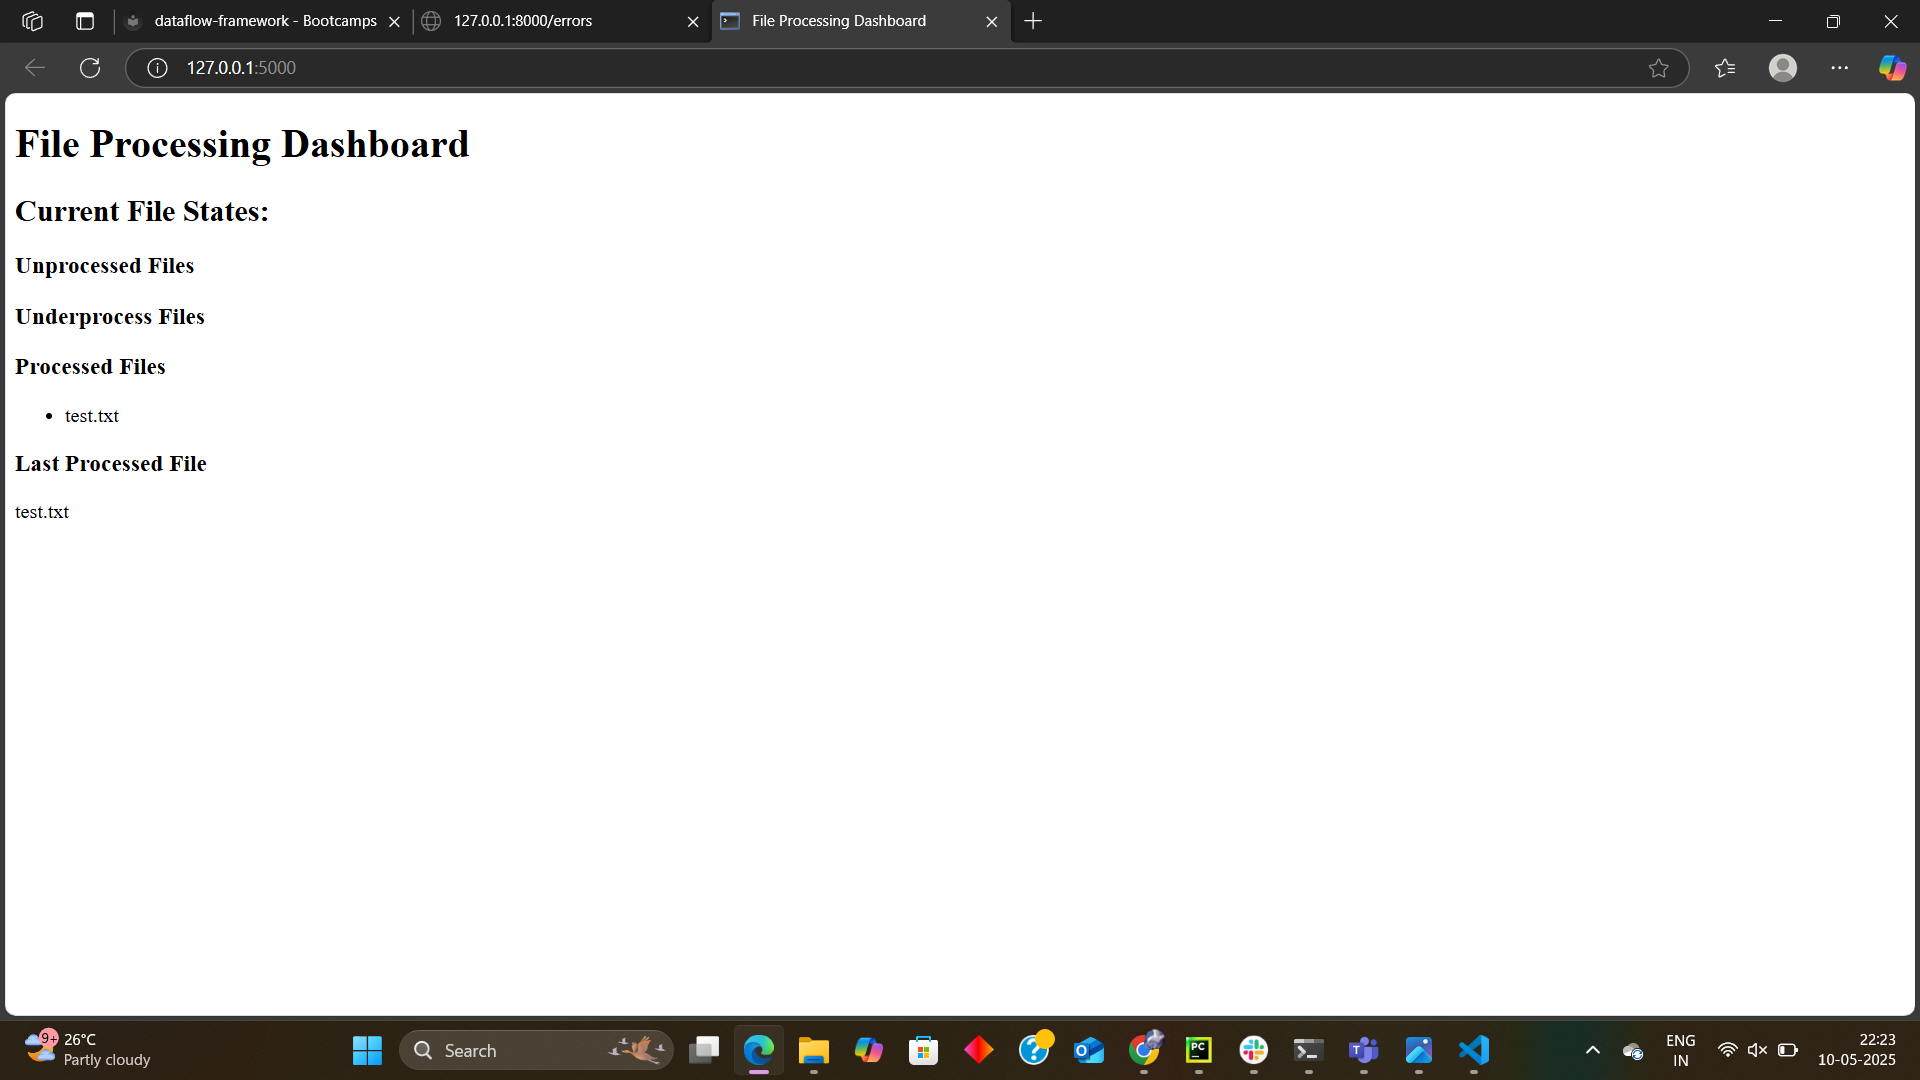 dataflow-framework - Bootcamps
127.0.0.1:8000/errors
File Processing Dashboard
127.0.0.1:5000
File Processing Dashboard
Current File States:
Unprocessed Files
Underprocess Files
Processed Files
• test.txt
Last Processed File
test.txt
9+
26°C
Partly cloudy
Search
PC
ENG
IN
22:23
10-05-2025